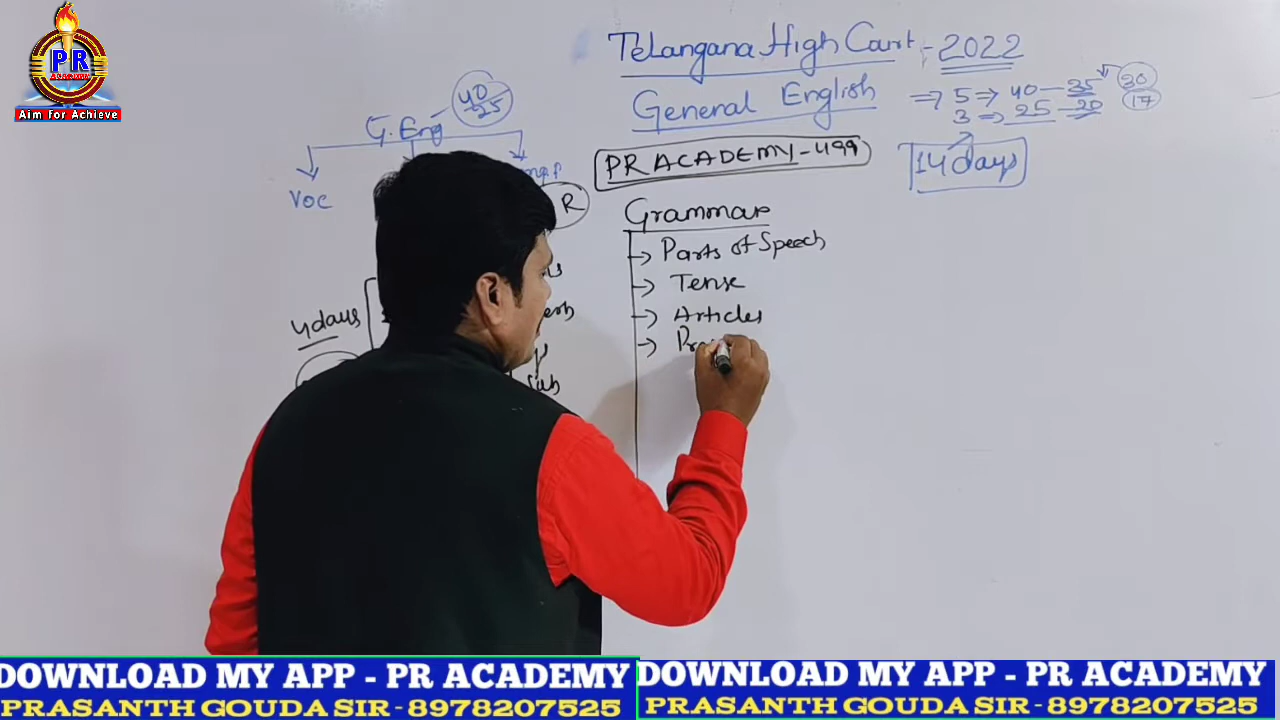 PR
ACADEMY
Aim For Achieve
Telangana High Court - 2022
General English
⇒ 5 ⇒ 40 — 35 30
3 ⇒ 25 — 20 17
14 days
PR ACADEMY - 499
G. Eng
40
25
VOC
R
4 days
Grammar
→ Parts of Speech
→ Tense
→ Articles
→ Pr
DOWNLOAD MY APP - PR ACADEMY
PRASANTH GOUDA SIR - 8978207525
DOWNLOAD MY APP - PR ACADEMY
PRASANTH GOUDA SIR - 8978207525